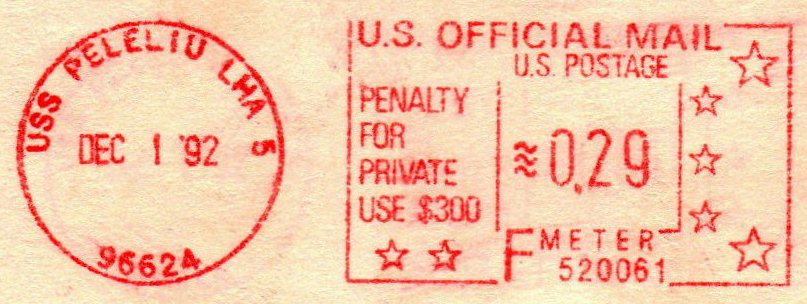 USS PELELIU LHA 5
DEC 1 '92
96624
U.S. OFFICIAL MAIL
U.S. POSTAGE
PENALTY
FOR
PRIVATE
USE $300
≋0.29
F METER
520061